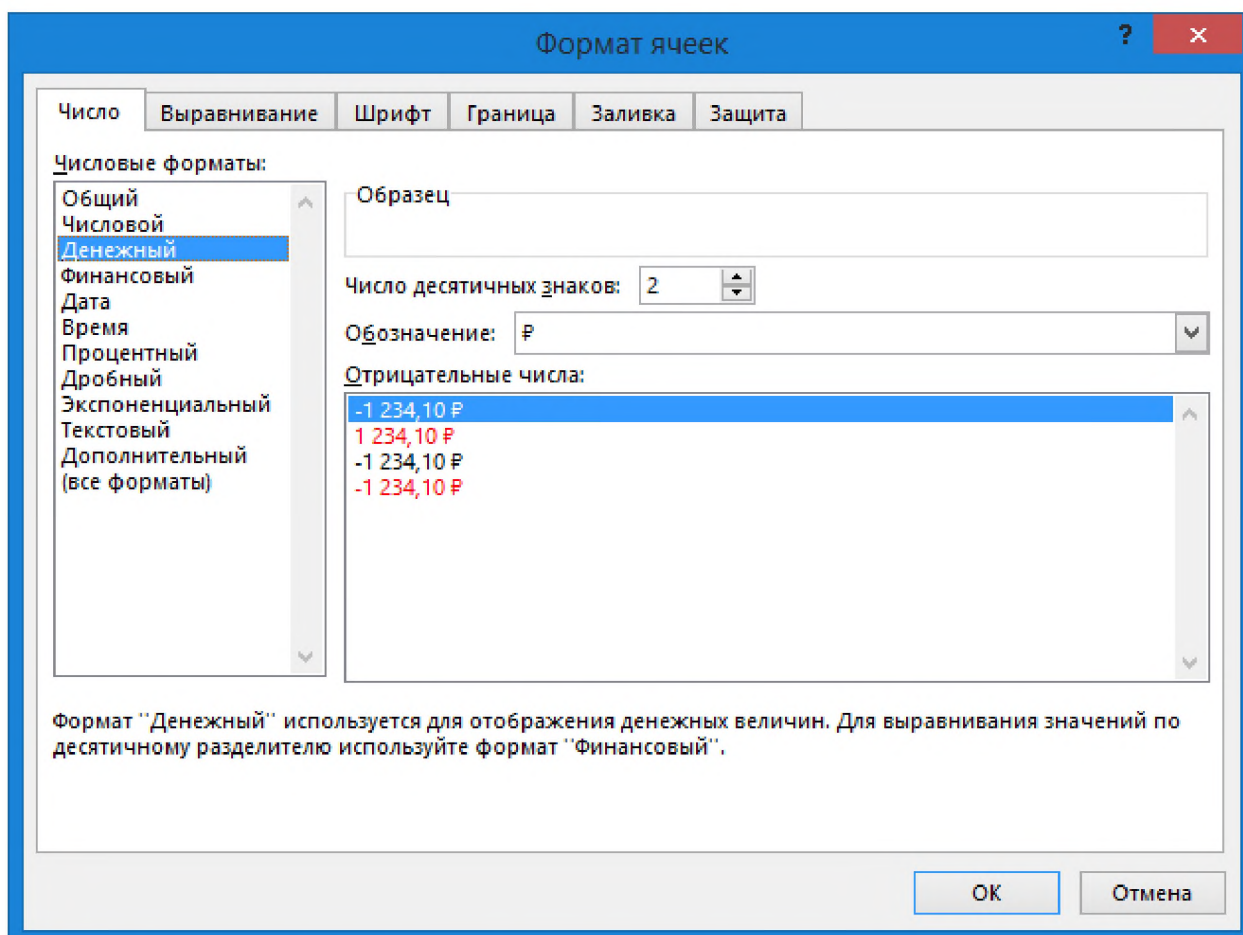 Формат ячеек
?
Число
Выравнивание
Шрифт
Граница
Заливка
Защита
Числовые форматы:
Общий
Числовой
Денежный
Финансовый
Дата
Время
Процентный
Дробный
Экспоненциальный
Текстовый
Дополнительный
(все форматы)
Образец
Число десятичных знаков: 2
Обозначение: ₽
Отрицательные числа:
-1 234,10 ₽
1 234,10 ₽
-1 234,10 ₽
-1 234,10 ₽
Формат "Денежный" используется для отображения денежных величин. Для выравнивания значений по
десятичному разделителю используйте формат "Финансовый".
ОК
Отмена